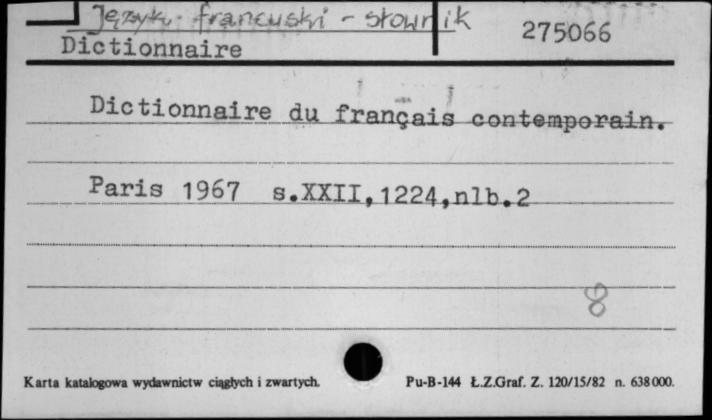 Język francuski - słownik
275066
Dictionnaire
Dictionnaire du français contemporain.
Paris 1967 s.XXII,1224,nlb.2
8
Karta katalogowa wydawnictw ciągłych i zwartych. Pu-B-144 Ł.Z.Graf. Z. 120/15/82 n. 638000.